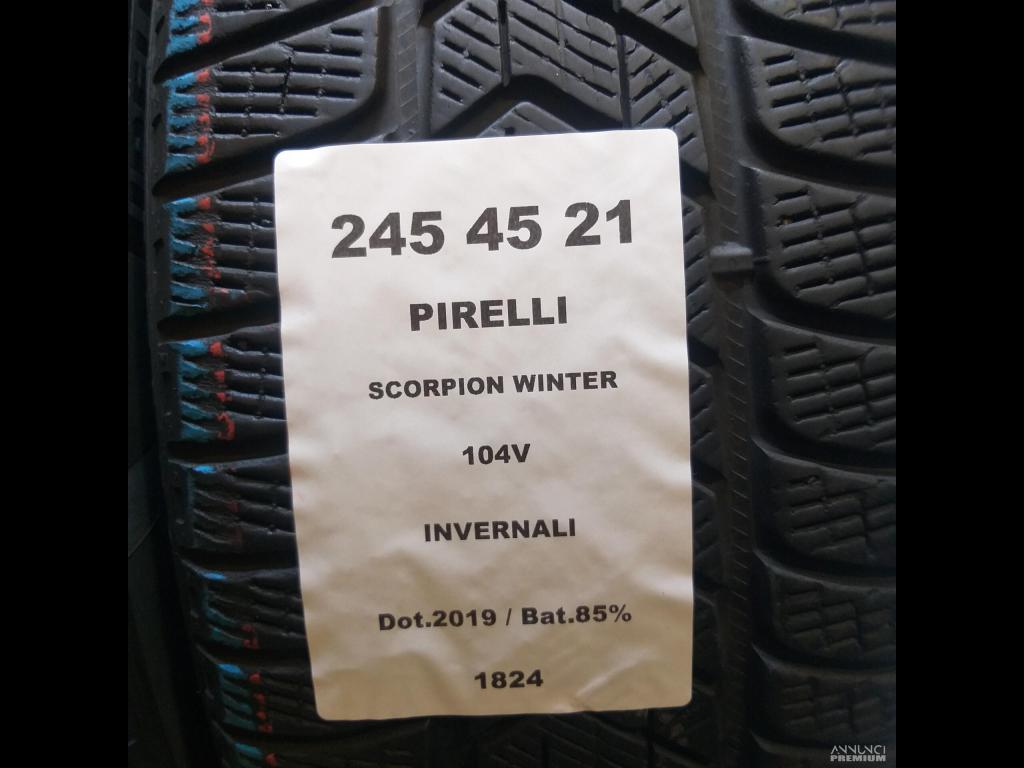 245 45 21
PIRELLI
SCORPION WINTER
104V
INVERNALI
Dot.2019 / Bat.85%
1824
ANNUNCI
PREMIUM